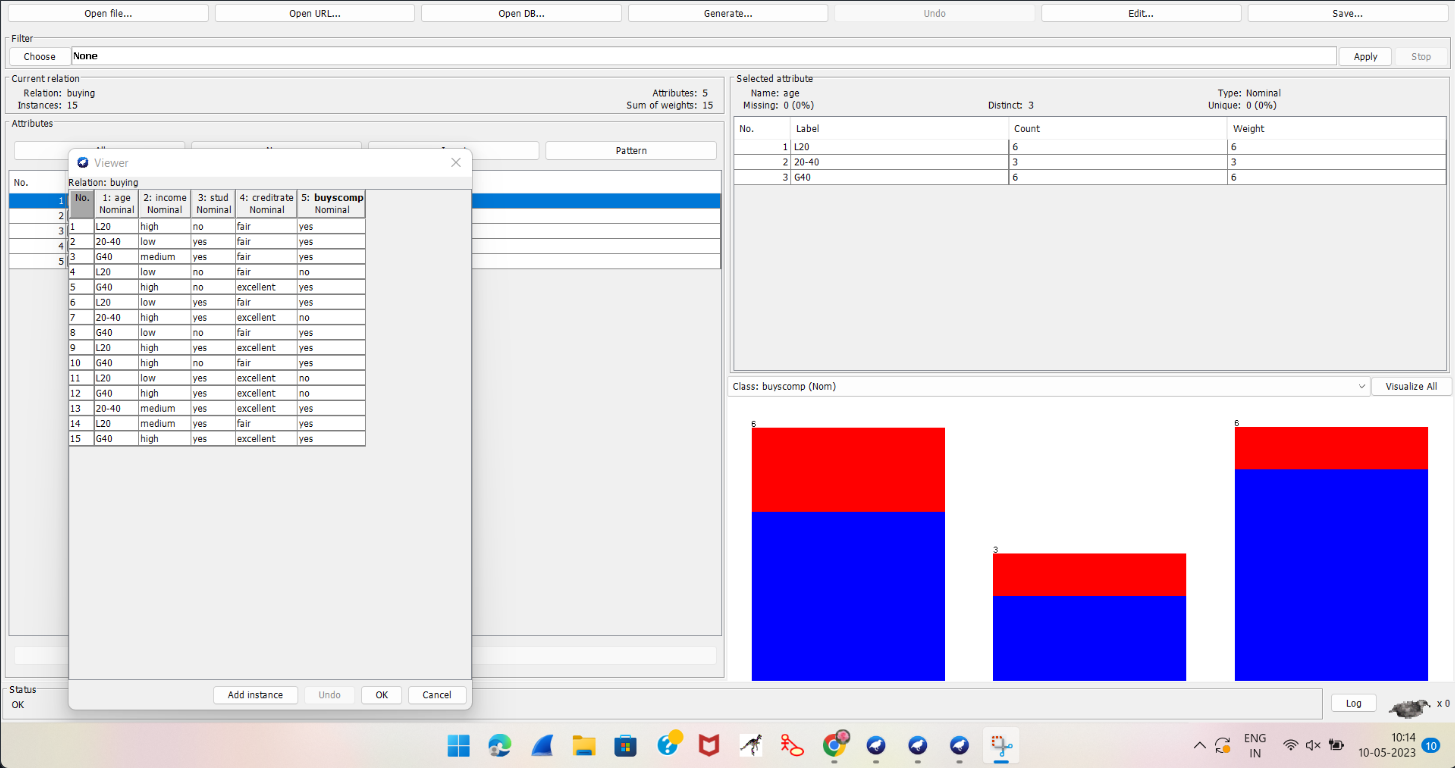 Open file... Open URL... Open DB... Generate... Undo Edit... Save...
Filter
Choose None Apply Stop
Current relation
Relation: buying Attributes: 5
Instances: 15 Sum of weights: 15
Selected attribute
Name: age Type: Nominal
Missing: 0 (0%) Distinct: 3 Unique: 0 (0%)
Attributes
Pattern
No.
1
2
3
4
5
No. Label Count Weight
1 L20 6 6
2 20-40 3 3
3 G40 6 6
Viewer
Relation: buying
No. 1: age 2: income 3: stud 4: creditrate 5: buyscomp
Nominal Nominal Nominal Nominal Nominal
1 L20 high no fair yes
2 20-40 low yes fair yes
3 G40 medium yes fair yes
4 L20 low no fair no
5 G40 high no excellent yes
6 L20 low yes fair yes
7 20-40 high yes excellent no
8 G40 low no fair yes
9 L20 high yes excellent yes
10 G40 high no fair yes
11 L20 low yes excellent no
12 G40 high yes excellent no
13 20-40 medium yes excellent yes
14 L20 medium yes fair yes
15 G40 high yes excellent yes
Add instance Undo OK Cancel
Class: buyscomp (Nom) Visualize All
6
3
6
Status
OK
Log x 0
ENG
IN
10:14
10-05-2023
10